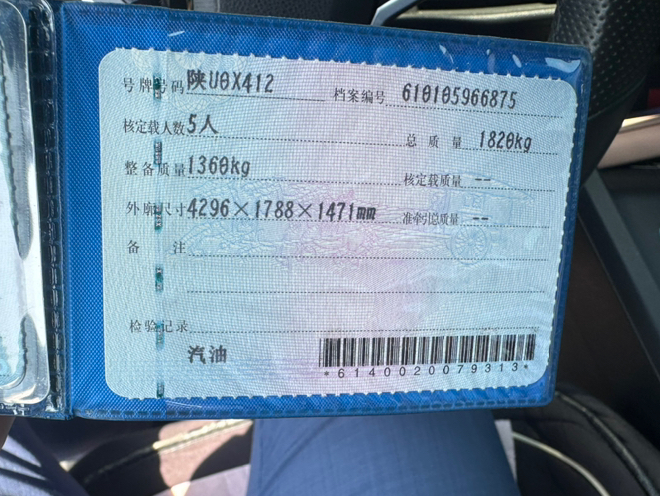 号牌号码 陕U0X412 档案编号 610105966875
核定载人数 5人 总质量 1820kg
整备质量 1360kg 核定载质量 --
外廓尺寸 4296×1788×1471mm 准牵引总质量 --
备注
检验记录
汽油
*6140020079313*